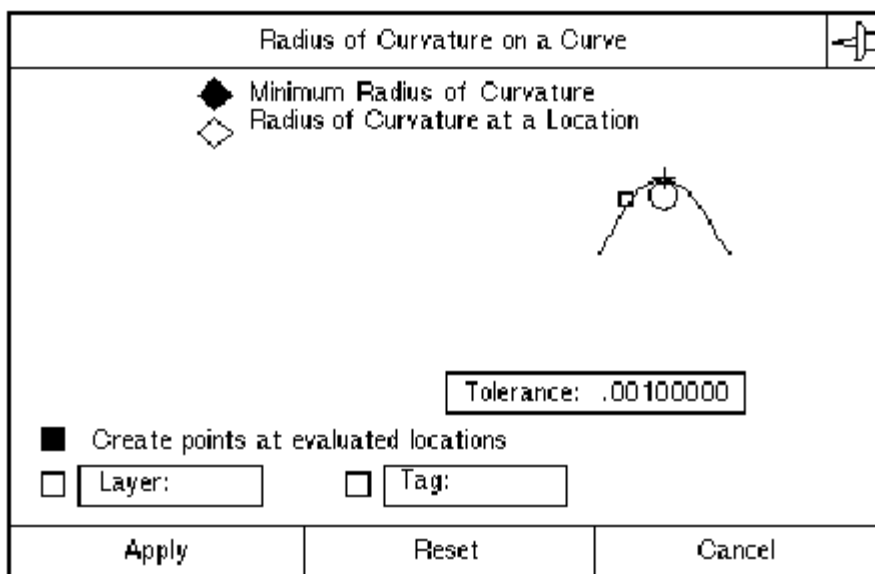 Radius of Curvature on a Curve
Minimum Radius of Curvature
Radius of Curvature at a Location
Tolerance: .00100000
Create points at evaluated locations
Layer: Tag:
Apply Reset Cancel